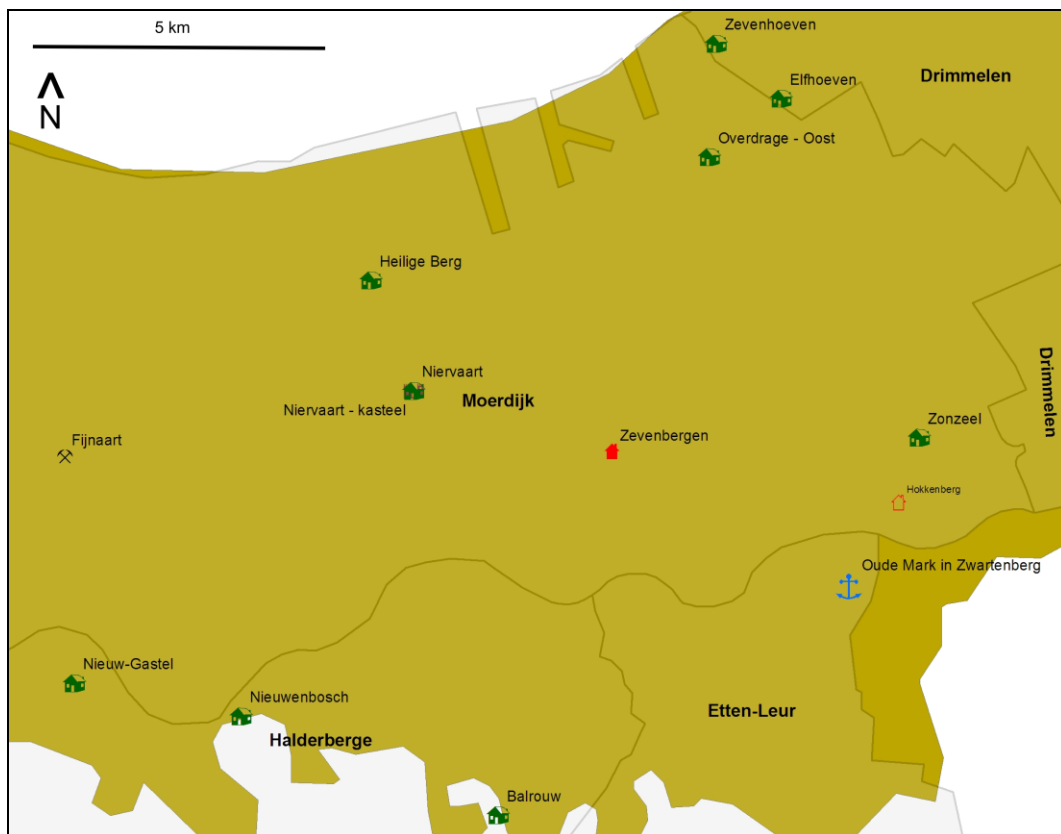 5 km
N
Zevenhoeven
Drimmelen
Elfhoeven
Overdrage - Oost
Heilige Berg
Niervaart
Niervaart - kasteel
Moerdijk
Drimmelen
Fijnaart
Zevenbergen
Zonzeel
Hokkenberg
Oude Mark in Zwartenberg
Nieuw-Gastel
Nieuwenbosch
Halderberge
Etten-Leur
Balrouw